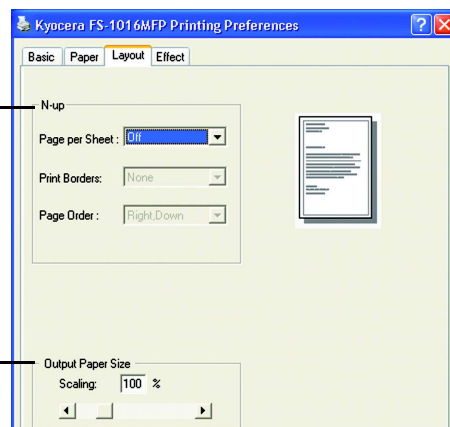 Kyocera FS-1016MFP Printing Preferences
Basic Paper Layout Effect
N-up
Page per Sheet : Off
Print Borders: None
Page Order : Right,Down
Output Paper Size
Scaling: 100 %